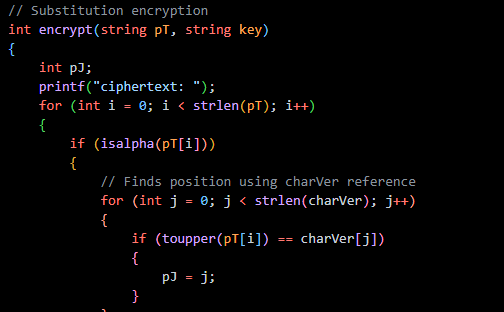 // Substitution encryption
int encrypt(string pT, string key)
{
int pJ;
printf("ciphertext: ");
for (int i = 0; i < strlen(pT); i++)
{
if (isalpha(pT[i]))
{
// Finds position using charVer reference
for (int j = 0; j < strlen(charVer); j++)
{
if (toupper(pT[i]) == charVer[j])
{
pJ = j;
}
}